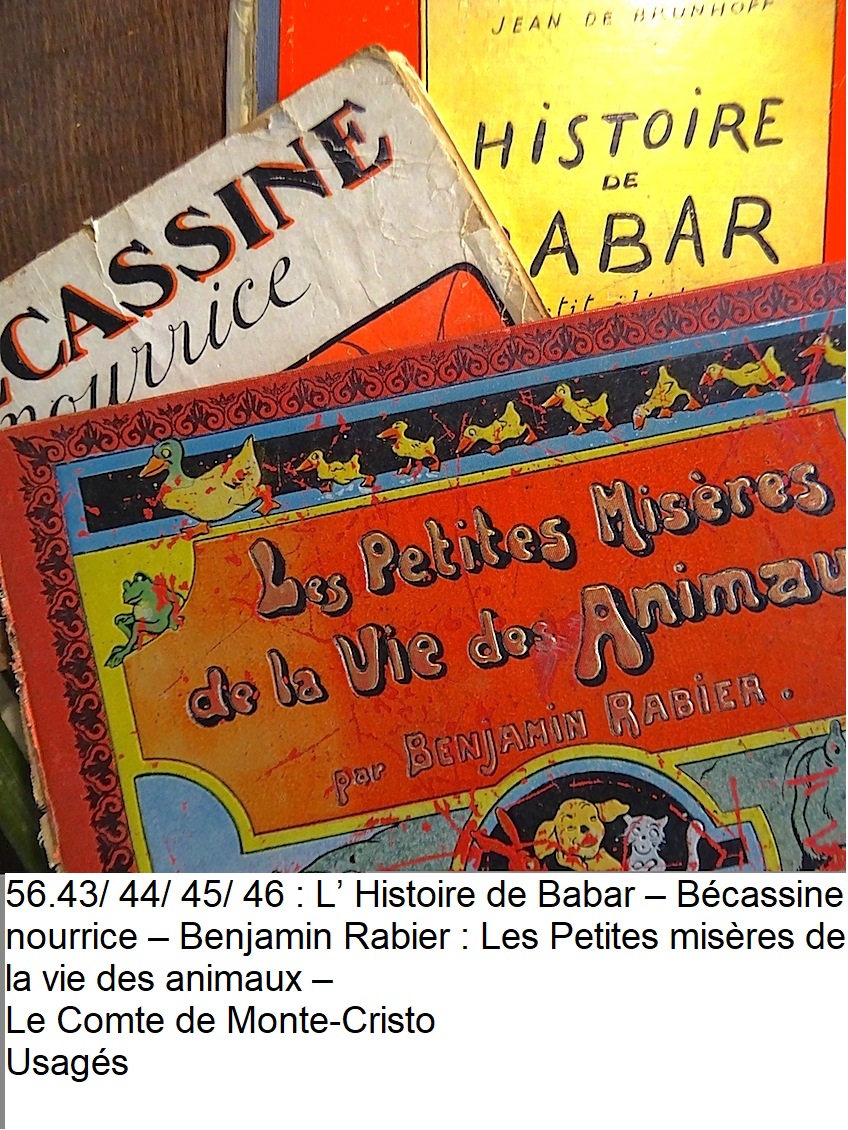 JEAN DE BRUNHOFF
HISTOIRE
DE
BABAR
CASSINE
nourrice
Les Petites Misères
de la Vie des Animau
par BENJAMIN RABIER.
56.43/ 44/ 45/ 46 : L’ Histoire de Babar – Bécassine
nourrice – Benjamin Rabier : Les Petites misères de
la vie des animaux –
Le Comte de Monte-Cristo
Usagés